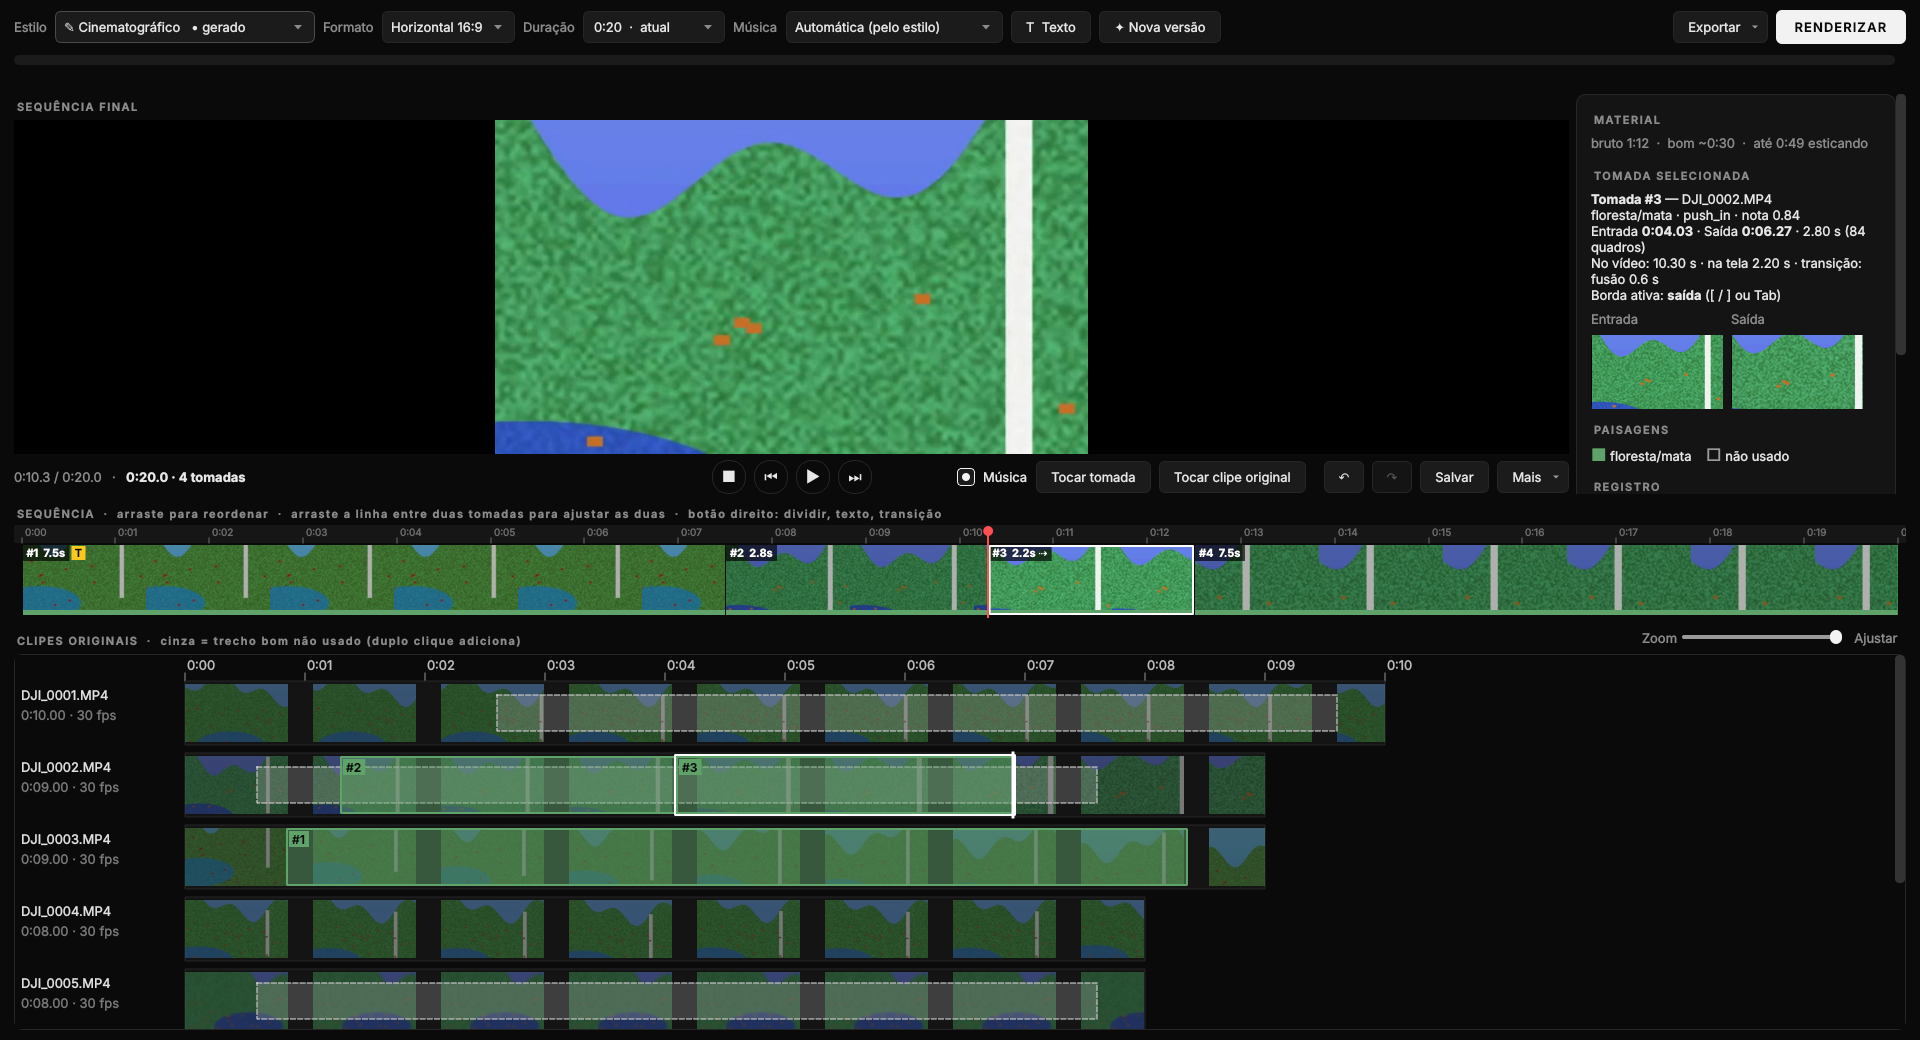 Estilo ✎ Cinematográfico • gerado Formato Horizontal 16:9 Duração 0:20 · atual Música Automática (pelo estilo) T Texto ✦ Nova versão Exportar RENDERIZAR
SEQUÊNCIA FINAL
MATERIAL
bruto 1:12 · bom ~0:30 · até 0:49 esticando
TOMADA SELECIONADA
Tomada #3 — DJI_0002.MP4
floresta/mata · push_in · nota 0.84
Entrada 0:04.03 · Saída 0:06.27 · 2.80 s (84
quadros)
No vídeo: 10.30 s · na tela 2.20 s · transição:
fusão 0.6 s
Borda ativa: saída ([ / ] ou Tab)
Entrada Saída
PAISAGENS
floresta/mata não usado
REGISTRO
0:10.3 / 0:20.0 · 0:20.0 · 4 tomadas Música Tocar tomada Tocar clipe original Salvar Mais
SEQUÊNCIA · arraste para reordenar · arraste a linha entre duas tomadas para ajustar as duas · botão direito: dividir, texto, transição
0:00 0:01 0:02 0:03 0:04 0:05 0:06 0:07 0:08 0:09 0:10 0:11 0:12 0:13 0:14 0:15 0:16 0:17 0:18 0:19
#1 7.5s T #2 2.8s #3 2.2s #4 7.5s
CLIPES ORIGINAIS · cinza = trecho bom não usado (duplo clique adiciona) Zoom Ajustar
0:00 0:01 0:02 0:03 0:04 0:05 0:06 0:07 0:08 0:09 0:10
DJI_0001.MP4
0:10.00 · 30 fps
DJI_0002.MP4 #2 #3
0:09.00 · 30 fps
DJI_0003.MP4 #1
0:09.00 · 30 fps
DJI_0004.MP4
0:08.00 · 30 fps
DJI_0005.MP4
0:08.00 · 30 fps